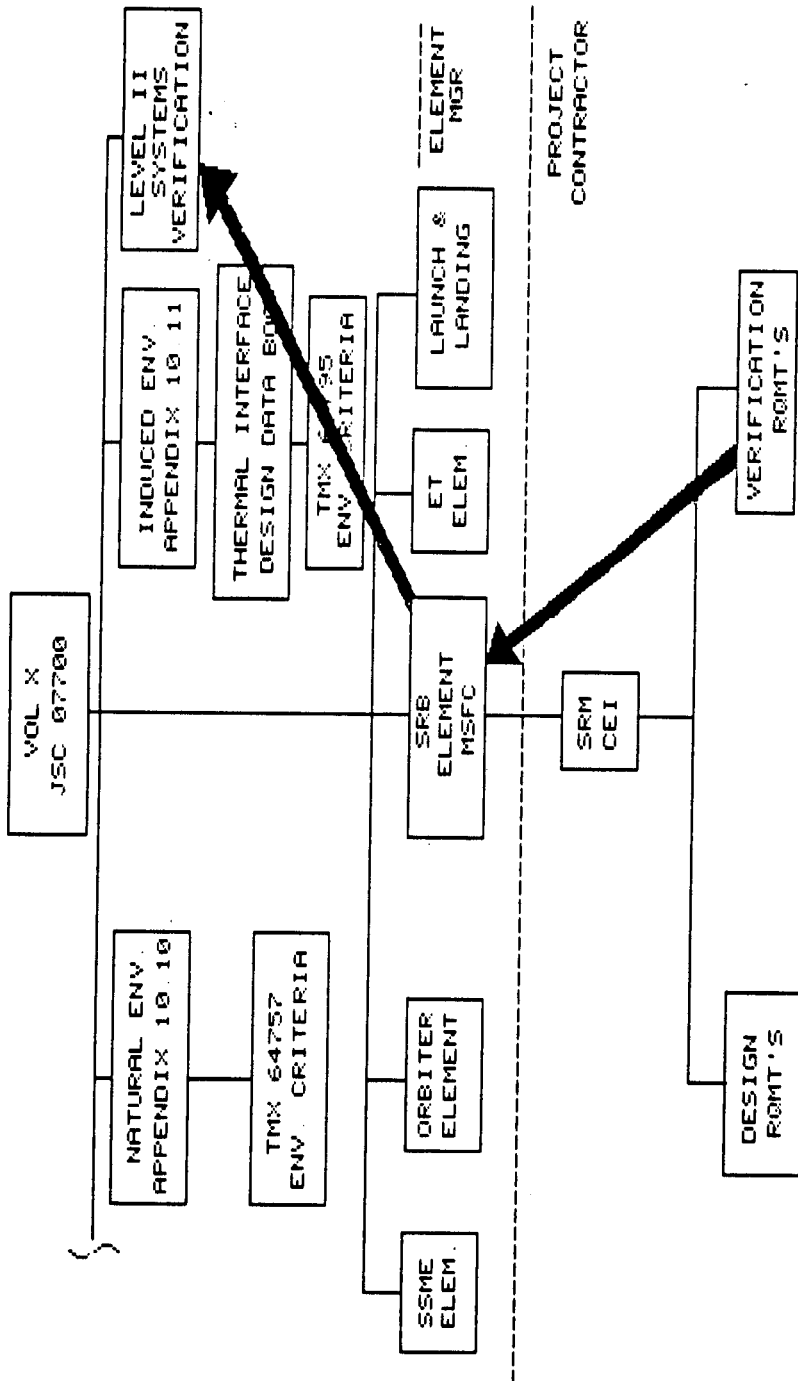 VOL X
JSC 07700
NATURAL ENV.
APPENDIX 10.10
INDUCED ENV.
APPENDIX 10.11
LEVEL II
SYSTEMS
VERIFICATION
TMX 64757
ENV. CRITERIA
THERMAL INTERFACE
DESIGN DATA
TMX
ENV
SSME
ELEM.
ORBITER
ELEMENT
SRB
ELEMENT
MSFC
ET
ELEM.
LAUNCH &
LANDING
ELEMENT
MGR
PROJECT
CONTRACTOR
SRM
CEI
DESIGN
RQMT'S
VERIFICATION
RQMT'S